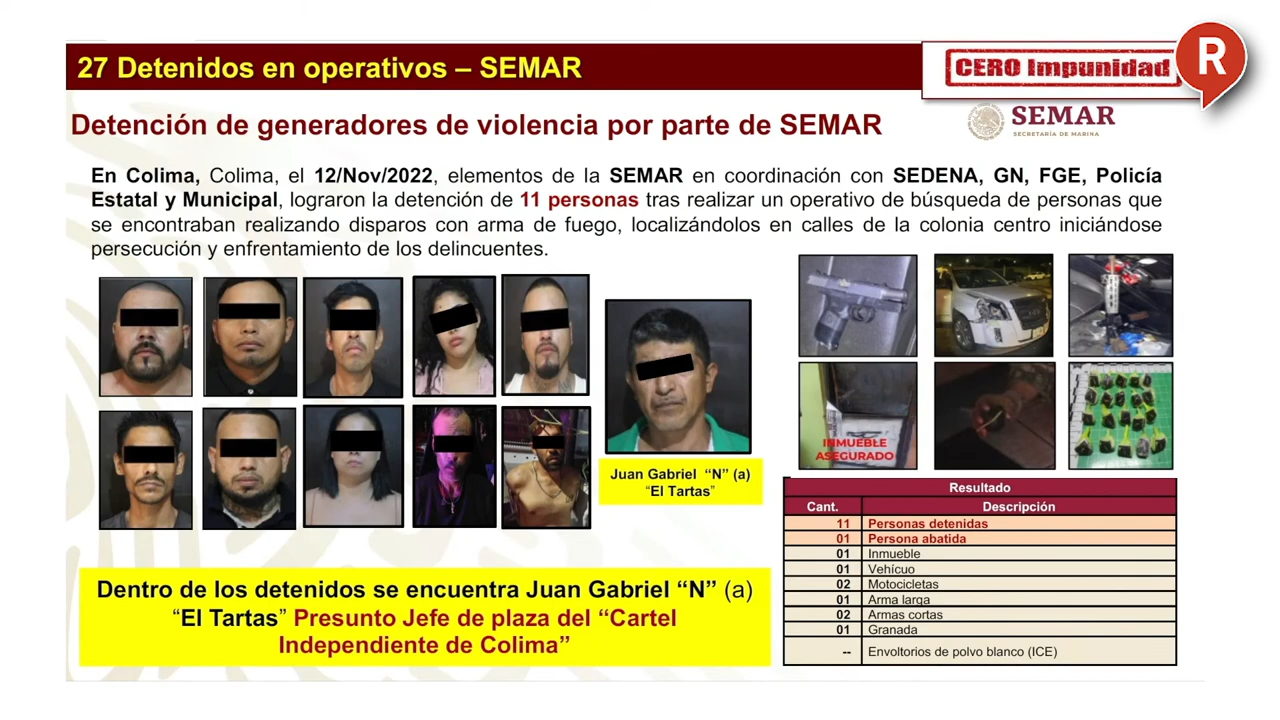 27 Detenidos en operativos – SEMAR
CERO Impunidad
R
Detención de generadores de violencia por parte de SEMAR
SEMAR
SECRETARÍA DE MARINA
En Colima, Colima, el 12/Nov/2022, elementos de la SEMAR en coordinación con SEDENA, GN, FGE, Policía
Estatal y Municipal, lograron la detención de 11 personas tras realizar un operativo de búsqueda de personas que
se encontraban realizando disparos con arma de fuego, localizándolos en calles de la colonia centro iniciándose
persecución y enfrentamiento de los delincuentes.
INMUEBLE
ASEGURADO
Juan Gabriel “N” (a)
“El Tartas”
Resultado
Cant. Descripción
11 Personas detenidas
01 Persona abatida
01 Inmueble
01 Vehícuo
02 Motocicletas
01 Arma larga
02 Armas cortas
01 Granada
-- Envoltorios de polvo blanco (ICE)
Dentro de los detenidos se encuentra Juan Gabriel “N” (a)
“El Tartas” Presunto Jefe de plaza del “Cartel
Independiente de Colima”